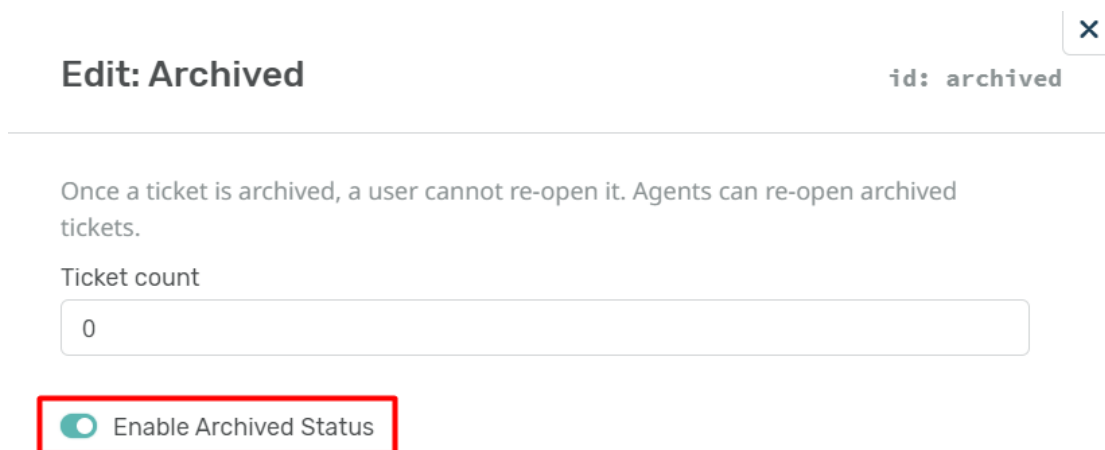 Edit: Archived
id: archived
Once a ticket is archived, a user cannot re-open it. Agents can re-open archived
tickets.
Ticket count
0
Enable Archived Status